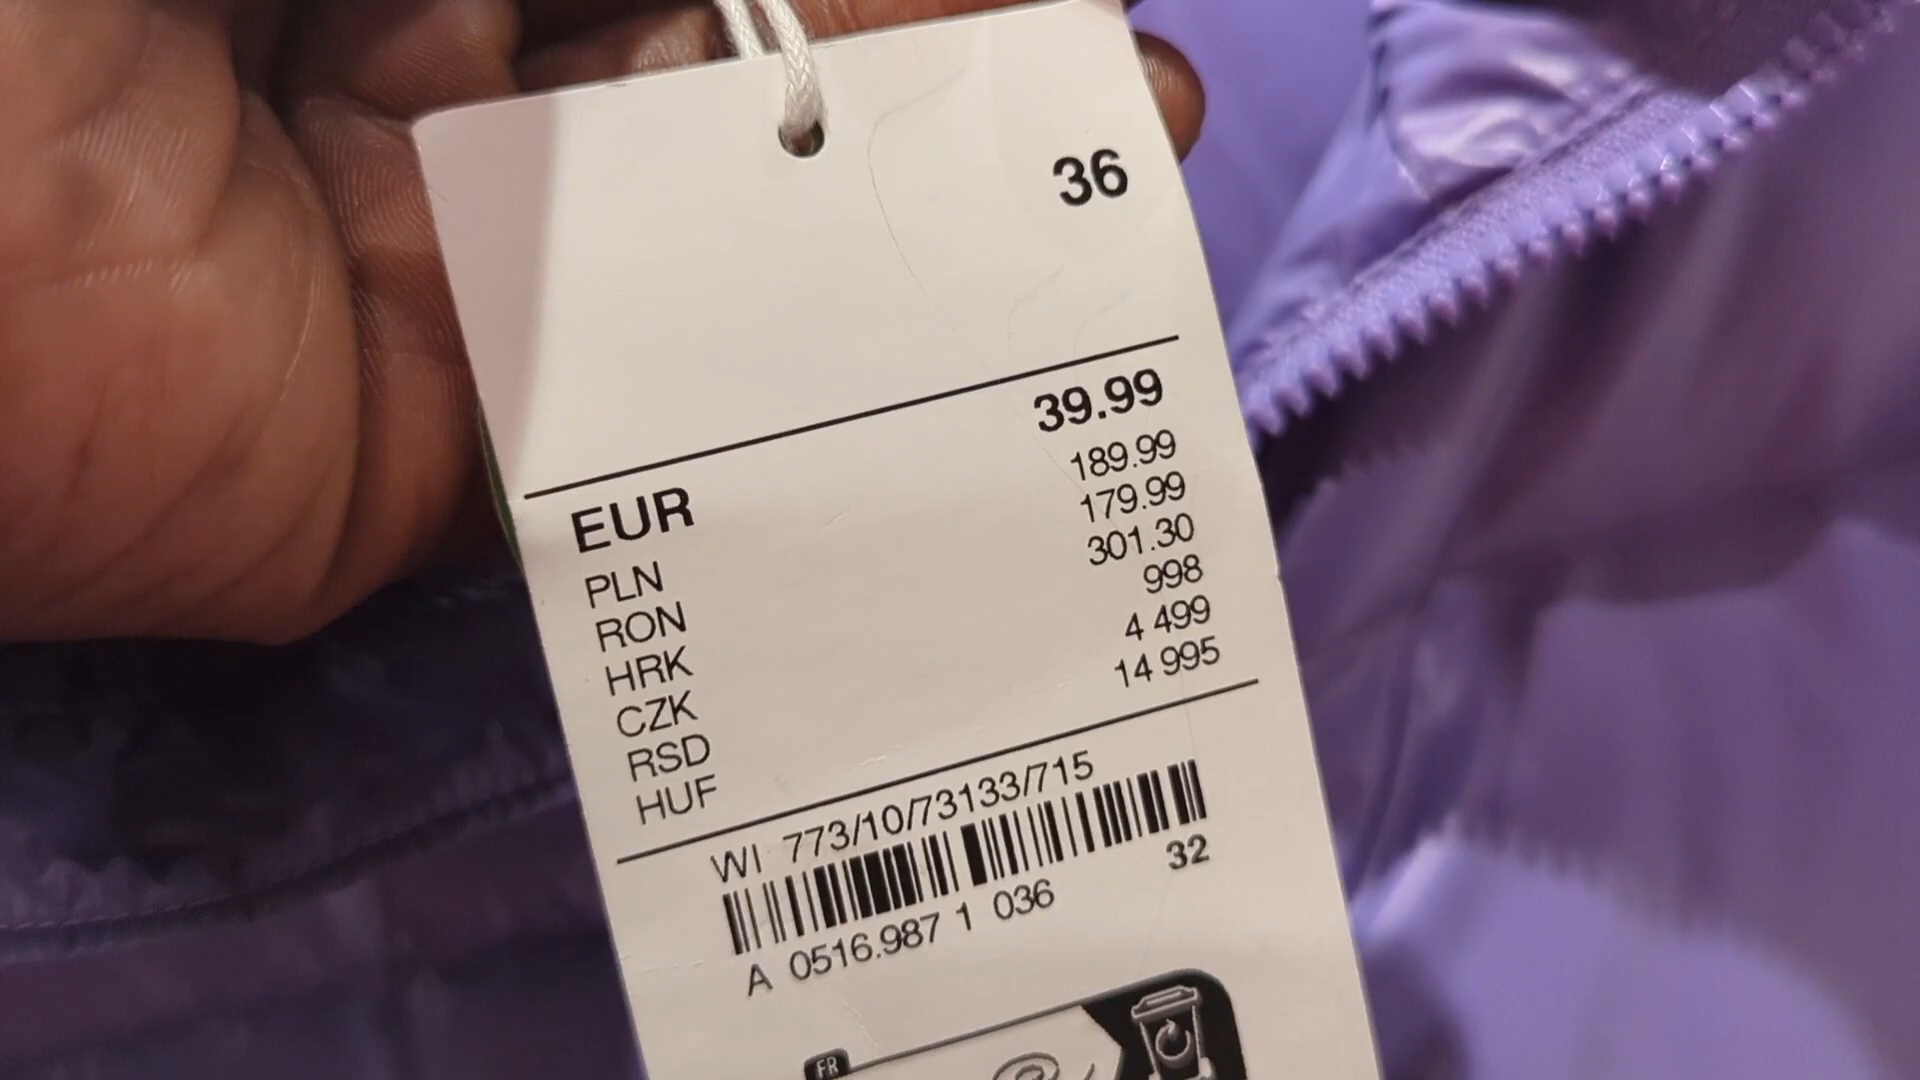 36
EUR 39.99
PLN 189.99
RON 179.99
HRK 301.30
CZK 998
RSD 4 499
HUF 14 995
WI 773/10/73133/715
32
A 0516.987 1 036
FR